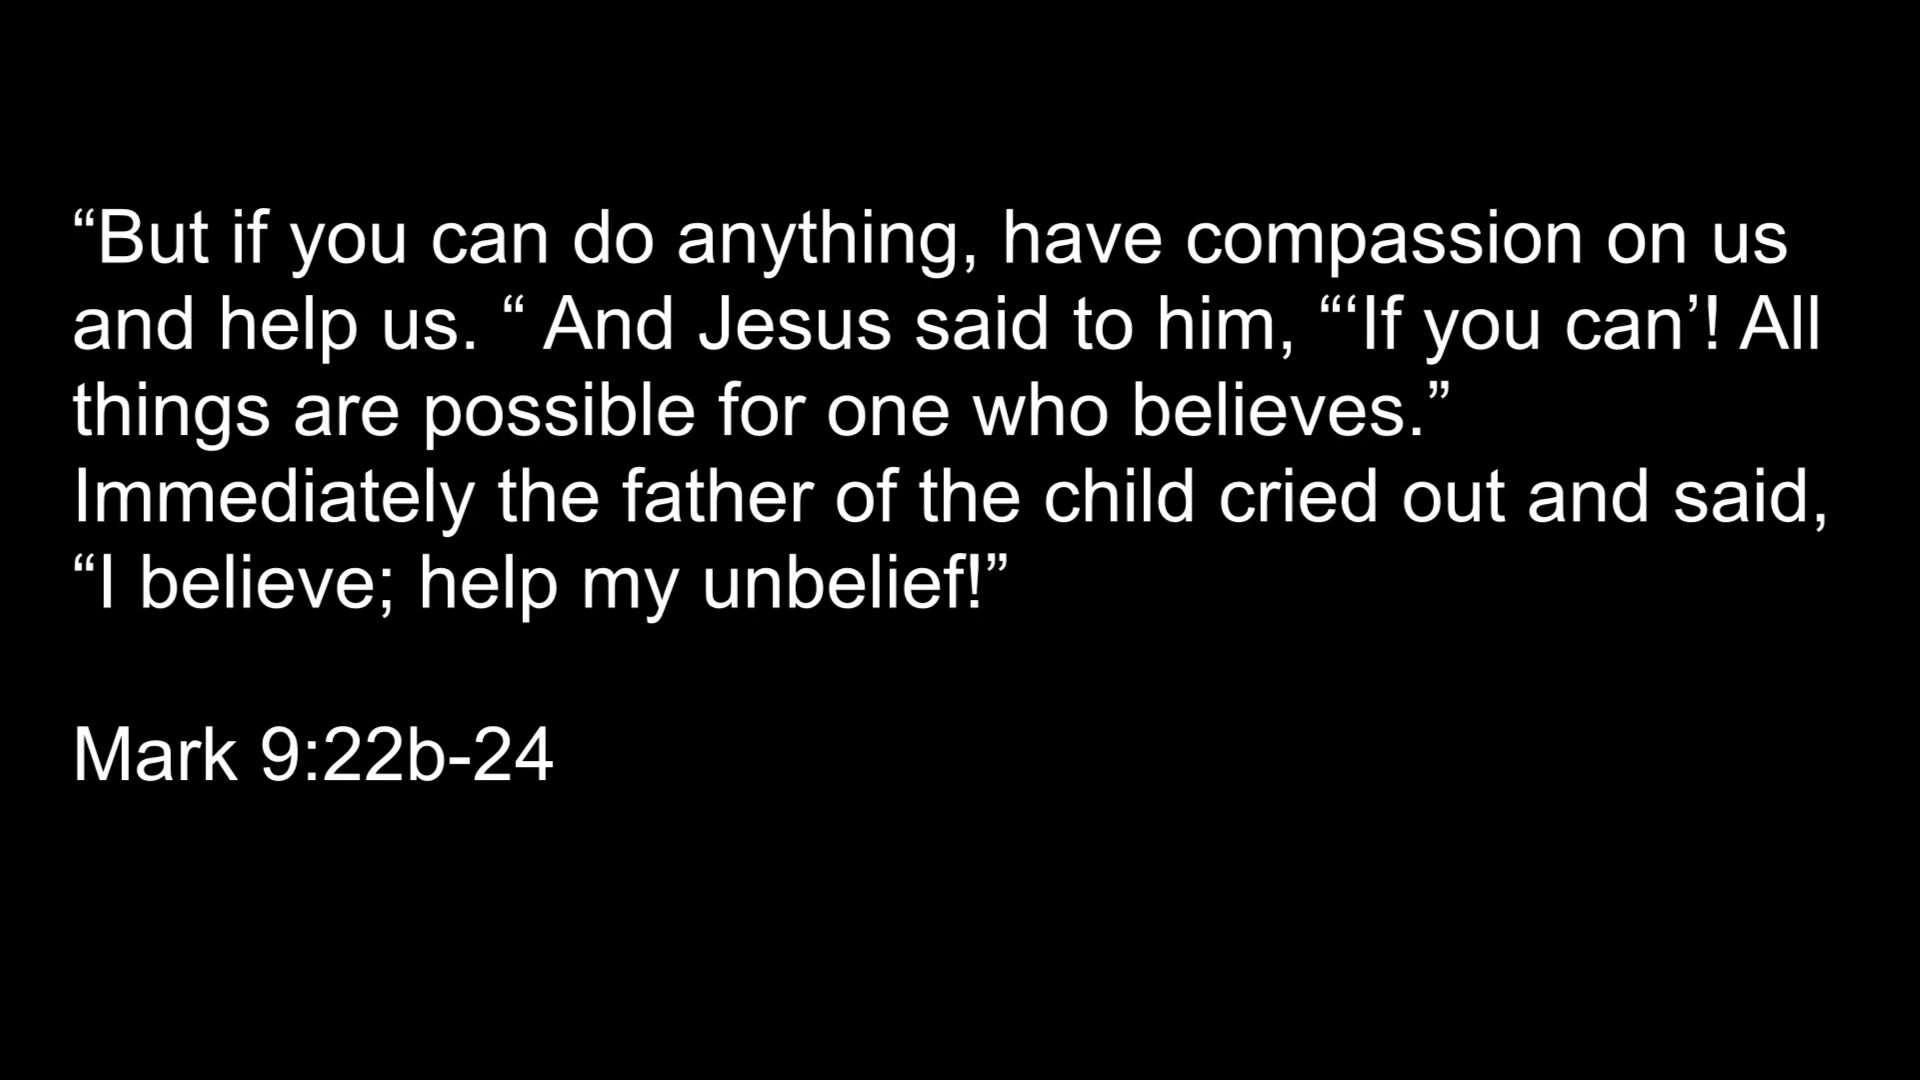 “But if you can do anything, have compassion on us
and help us. “ And Jesus said to him, “‘If you can’! All
things are possible for one who believes.”
Immediately the father of the child cried out and said,
“I believe; help my unbelief!”
Mark 9:22b-24